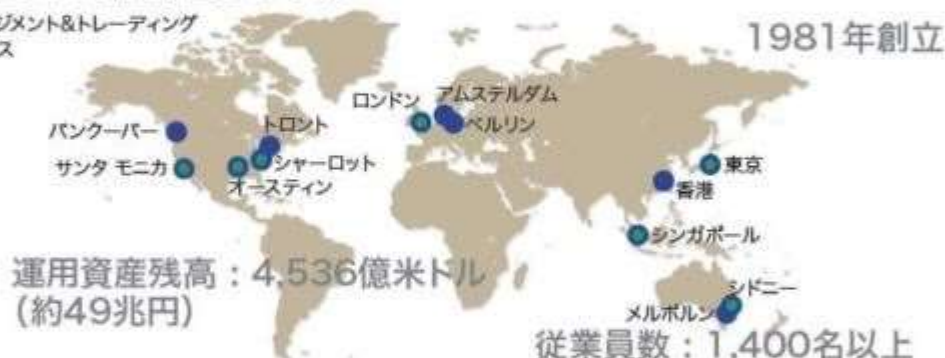 ジメント&トレーディング
ス
1981年創立
ロンドン
アムステルダム
ベルリン
バンクーバー
トロント
サンタ モニカ
シャーロット
オースティン
東京
香港
シンガポール
運用資産残高：4,536億米ドル
(約49兆円)
シドニー
メルボルン
従業員数：1,400名以上